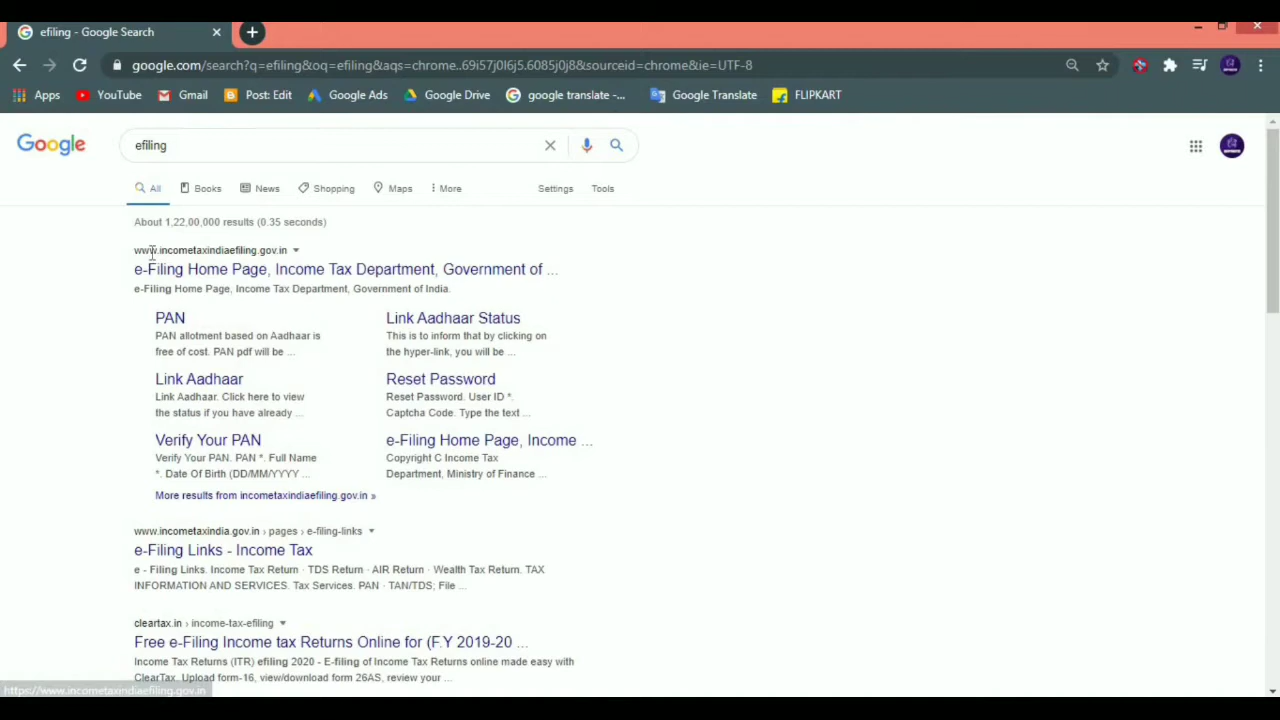 efiling - Google Search
google.com/search?q=efiling&oq=efiling&aqs=chrome..69i57j0l6j5.6085j0j8&sourceid=chrome&ie=UTF-8
Apps YouTube Gmail Post: Edit Google Ads Google Drive google translate -... Google Translate FLIPKART
Google efiling
All Books News Shopping Maps More Settings Tools
About 1,22,00,000 results (0.35 seconds)
www.incometaxindiaefiling.gov.in
e-Filing Home Page, Income Tax Department, Government of ...
e-Filing Home Page, Income Tax Department, Government of India.
PAN
PAN allotment based on Aadhaar is
free of cost. PAN pdf will be ...
Link Aadhaar Status
This is to inform that by clicking on
the hyper-link, you will be ...
Link Aadhaar
Link Aadhaar. Click here to view
the status if you have already ...
Reset Password
Reset Password. User ID *.
Captcha Code. Type the text ...
Verify Your PAN
Verify Your PAN. PAN *. Full Name
*. Date Of Birth (DD/MM/YYYY ...
e-Filing Home Page, Income ...
Copyright C Income Tax
Department, Ministry of Finance ...
More results from incometaxindiaefiling.gov.in »
www.incometaxindia.gov.in › pages › e-filing-links
e-Filing Links - Income Tax
e - Filing Links. Income Tax Return · TDS Return · AIR Return · Wealth Tax Return. TAX
INFORMATION AND SERVICES. Tax Services. PAN · TAN/TDS; File ...
cleartax.in › income-tax-efiling
Free e-Filing Income tax Returns Online for (F.Y 2019-20 ...
Income Tax Returns (ITR) efiling 2020 - E-filing of Income Tax Returns online made easy with
ClearTax. Upload form-16, view/download form 26AS, review your ...
https://www.incometaxindiaefiling.gov.in